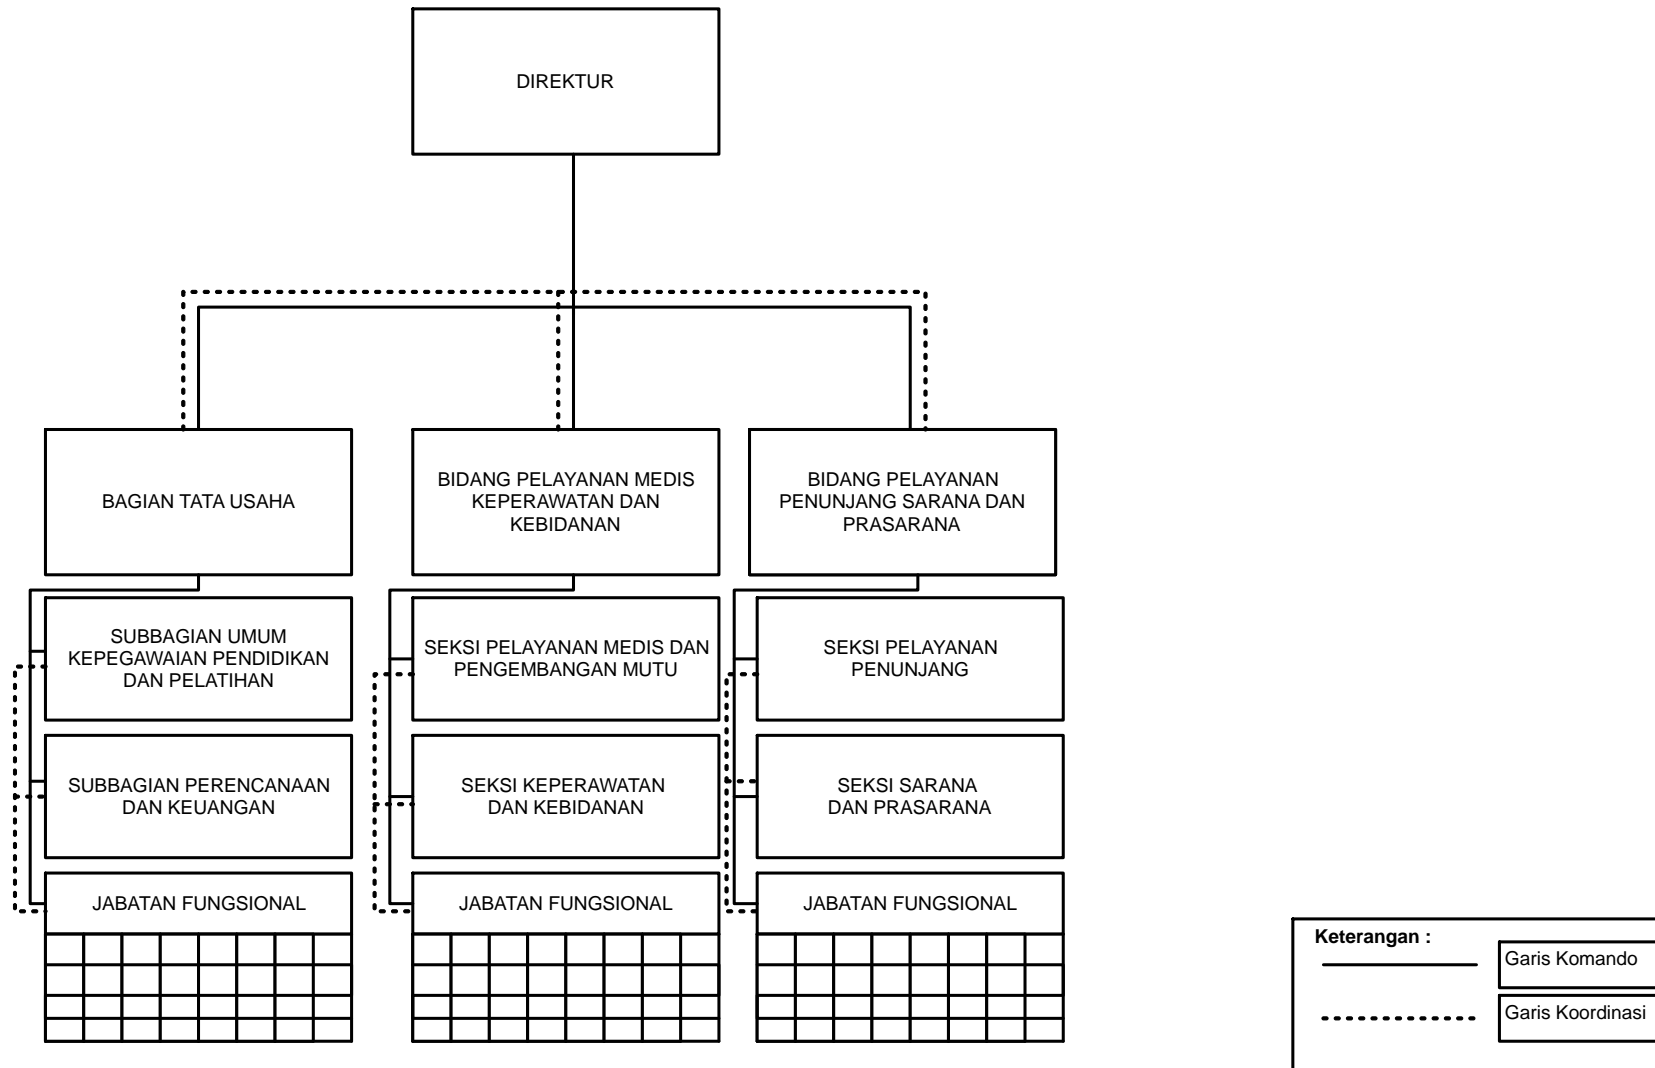 DIREKTUR
BAGIAN TATA USAHA
BIDANG PELAYANAN MEDIS
KEPERAWATAN DAN
KEBIDANAN
BIDANG PELAYANAN
PENUNJANG SARANA DAN
PRASARANA
SUBBAGIAN UMUM
KEPEGAWAIAN PENDIDIKAN
DAN PELATIHAN
SEKSI PELAYANAN MEDIS DAN
PENGEMBANGAN MUTU
SEKSI PELAYANAN
PENUNJANG
SUBBAGIAN PERENCANAAN
DAN KEUANGAN
SEKSI KEPERAWATAN
DAN KEBIDANAN
SEKSI SARANA
DAN PRASARANA
JABATAN FUNGSIONAL
JABATAN FUNGSIONAL
JABATAN FUNGSIONAL
Keterangan :
Garis Komando
Garis Koordinasi